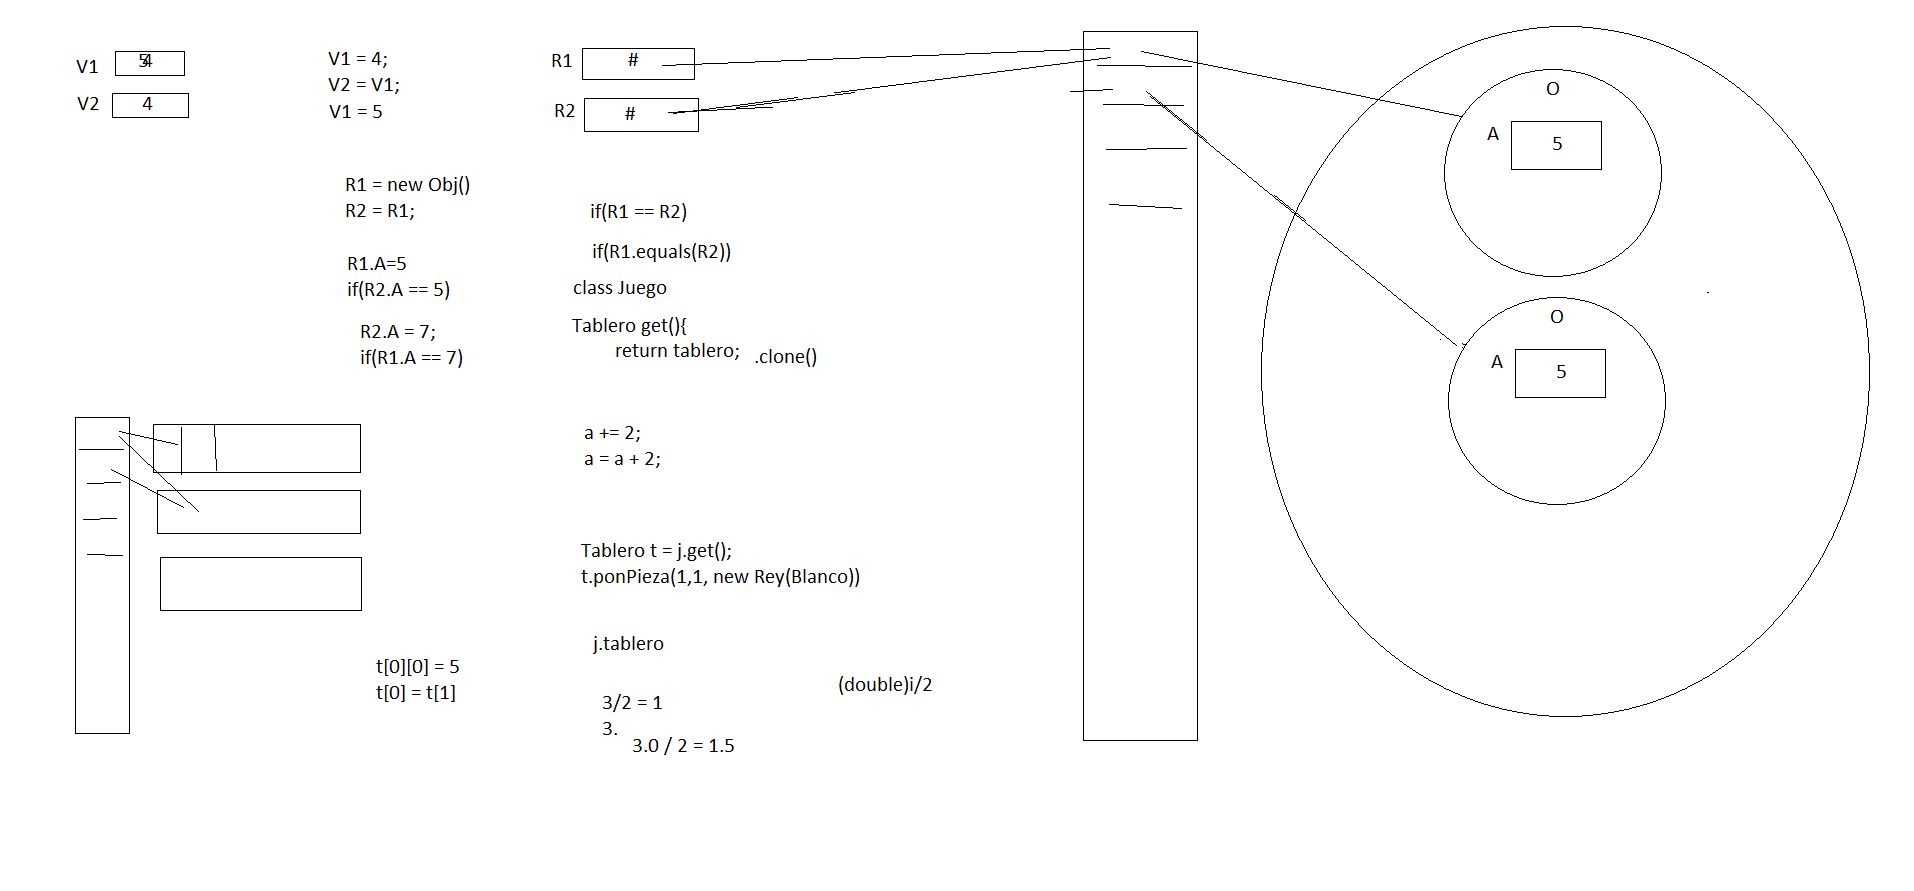 V1 5 4
V2 4
V1 = 4;
V2 = V1;
V1 = 5
R1 #
R2 #
R1 = new Obj()
R2 = R1;
R1.A=5
if(R2.A == 5)
R2.A = 7;
if(R1.A == 7)
if(R1 == R2)
if(R1.equals(R2))
class Juego
Tablero get(){
return tablero; .clone()
a += 2;
a = a + 2;
Tablero t = j.get();
t.ponPieza(1,1, new Rey(Blanco))
j.tablero
t[0][0] = 5
t[0] = t[1]
(double)i/2
3/2 = 1
3.
3.0 / 2 = 1.5
O
A 5
O
A 5